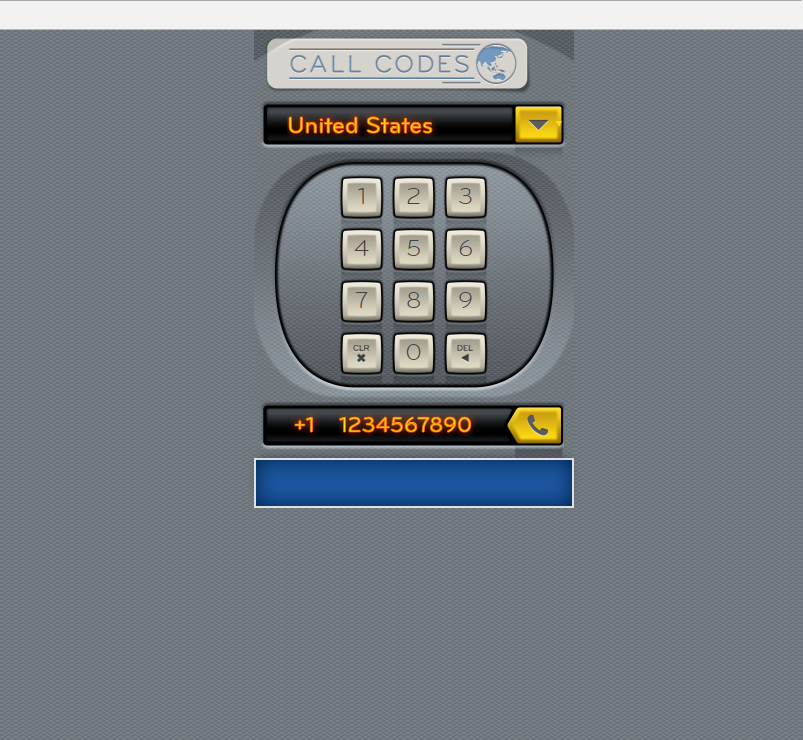 CALL CODES
United States
1 2 3
4 5 6
7 8 9
CLR 0 DEL
+1 1234567890